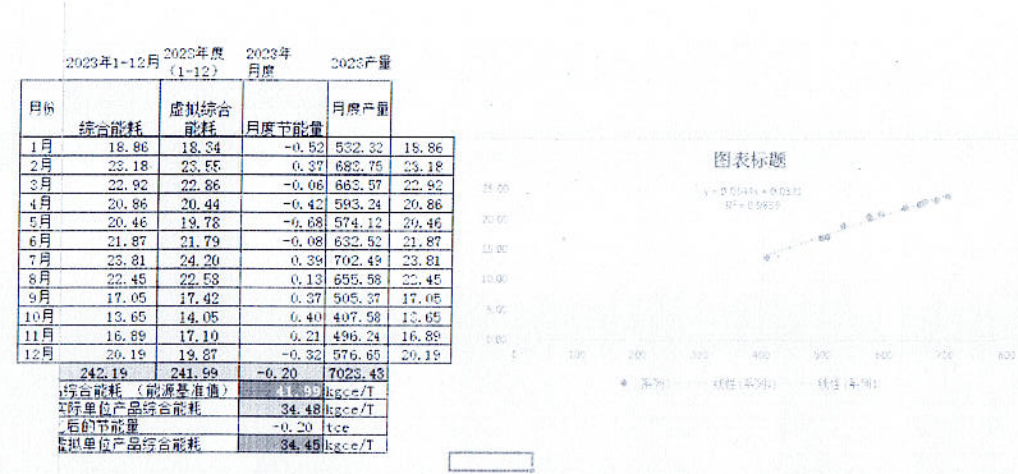 2023年1-12月 2023年度（1-12） 2023年月度 2023产量
月份 综合能耗 虚拟综合能耗 月度节能量 月度产量
1月 18.86 18.34 -0.52 532.32 18.86
2月 23.18 23.55 0.37 683.75 23.18
3月 22.92 22.86 -0.06 663.57 22.92
4月 20.86 20.44 -0.42 593.24 20.86
5月 20.46 19.78 -0.68 574.12 20.46
6月 21.87 21.79 -0.08 632.52 21.87
7月 23.81 24.20 0.39 702.49 23.81
8月 22.45 22.58 0.13 655.58 22.45
9月 17.05 17.42 0.37 505.37 17.05
10月 13.65 14.05 0.40 407.58 13.65
11月 16.89 17.10 0.21 496.24 16.89
12月 20.19 19.87 -0.32 576.65 20.19
242.19 241.99 -0.20 7023.43
综合能耗 （能源基准值） kgce/T
实际单位产品综合能耗 34.48 kgce/T
后的节能量 -0.20 tce
虚拟单位产品综合能耗 34.45 kgce/T
图表标题
25.00
20.00
15.00
10.00
5.00
0.00
0 100 200 300 400 500 600 700 800